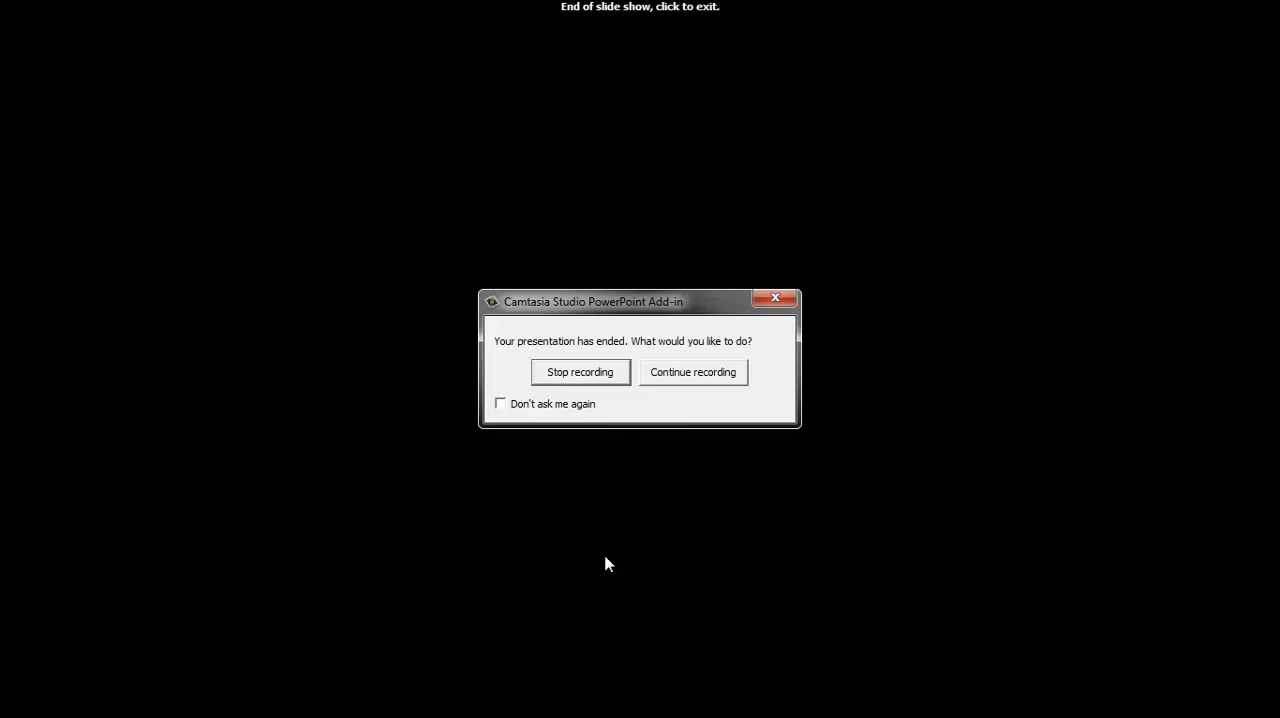 End of slide show, click to exit.
Camtasia Studio PowerPoint Add-in
Your presentation has ended. What would you like to do?
Stop recording
Continue recording
Don't ask me again